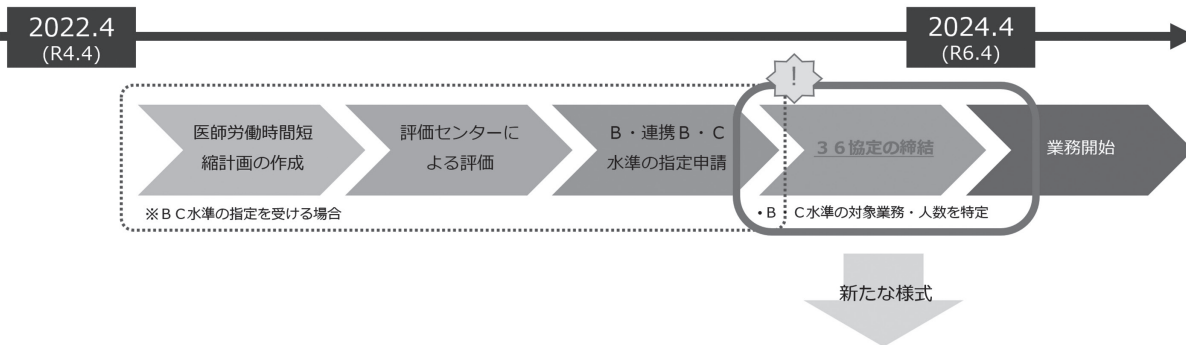 2022.4
(R4.4)
2024.4
(R6.4)
!
医師労働時間短
縮計画の作成
評価センターに
よる評価
B・連携B・C
水準の指定申請
36協定の締結
業務開始
※BC水準の指定を受ける場合
・B C水準の対象業務・人数を特定
新たな様式